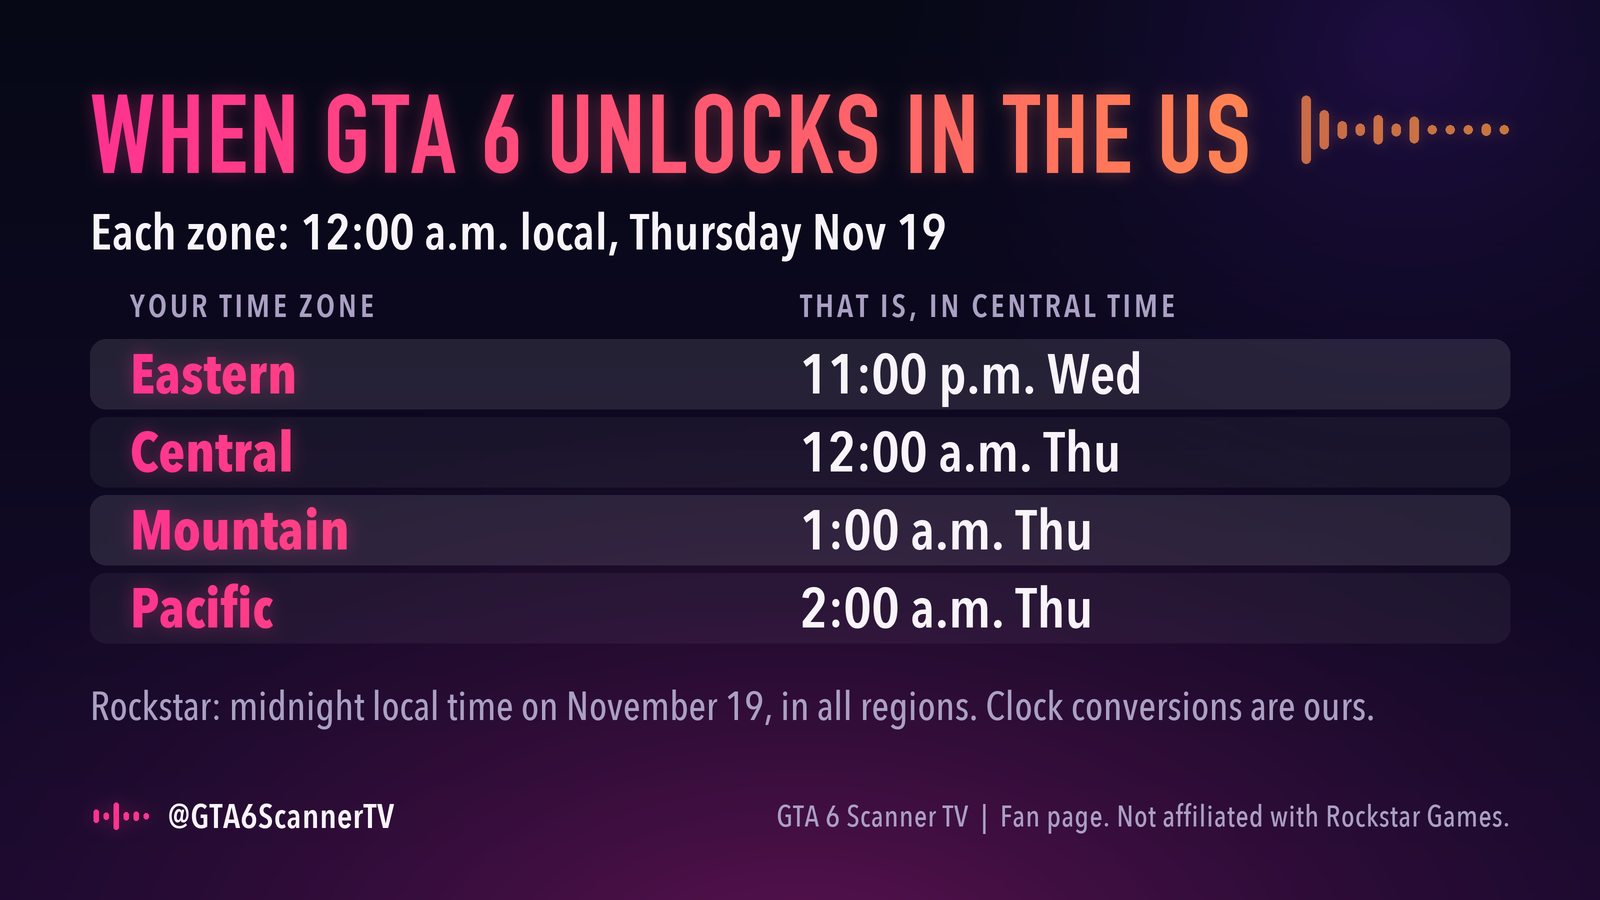 WHEN GTA 6 UNLOCKS IN THE US
Each zone: 12:00 a.m. local, Thursday Nov 19
YOUR TIME ZONE THAT IS, IN CENTRAL TIME
Eastern 11:00 p.m. Wed
Central 12:00 a.m. Thu
Mountain 1:00 a.m. Thu
Pacific 2:00 a.m. Thu
Rockstar: midnight local time on November 19, in all regions. Clock conversions are ours.
@GTA6ScannerTV GTA 6 Scanner TV | Fan page. Not affiliated with Rockstar Games.